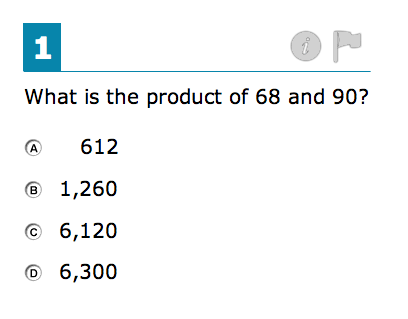 1
What is the product of 68 and 90?
A 612
B 1,260
C 6,120
D 6,300